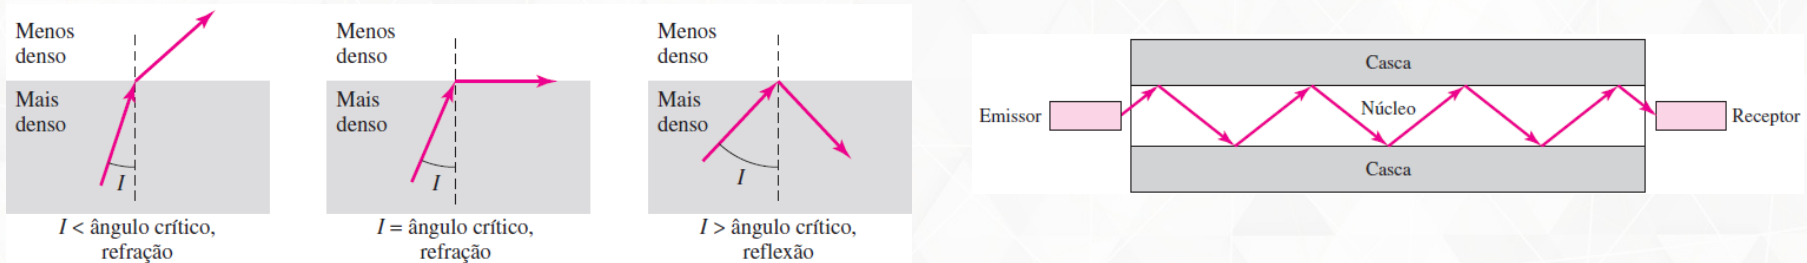 Menos
denso
Mais
denso
I
I < ângulo crítico,
refração
Menos
denso
Mais
denso
I
I = ângulo crítico,
refração
Menos
denso
Mais
denso
I
I > ângulo crítico,
reflexão
Casca
Emissor
Núcleo
Receptor
Casca